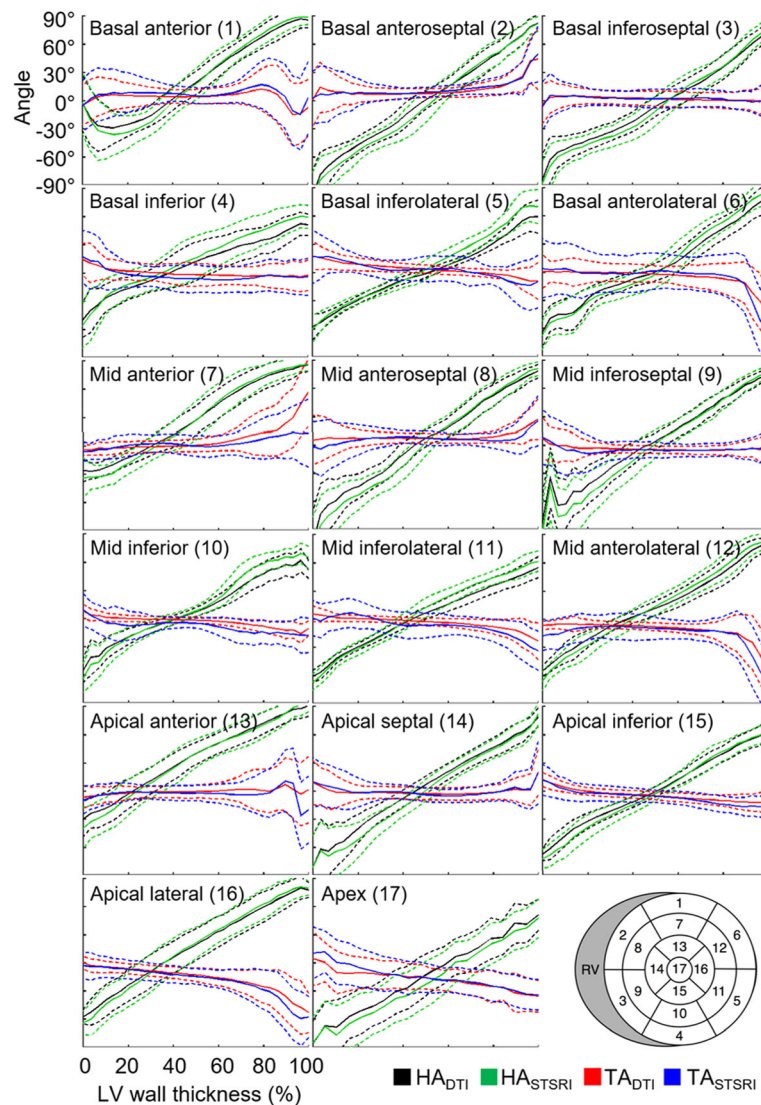 Basal anterior (1) Basal anteroseptal (2) Basal inferoseptal (3)
90°
60°
30°
0°
-30°
-60°
-90°
Angle
Basal inferior (4) Basal inferolateral (5) Basal anterolateral (6)
Mid anterior (7) Mid anteroseptal (8) Mid inferoseptal (9)
Mid inferior (10) Mid inferolateral (11) Mid anterolateral (12)
Apical anterior (13) Apical septal (14) Apical inferior (15)
Apical lateral (16) Apex (17)
1
2 7 6
8 13 12
RV 14 17 16
9 15 11
3 10 5
4
0 20 40 60 80 100
LV wall thickness (%)
HADTI HASTSRI TADTI TASTSRI